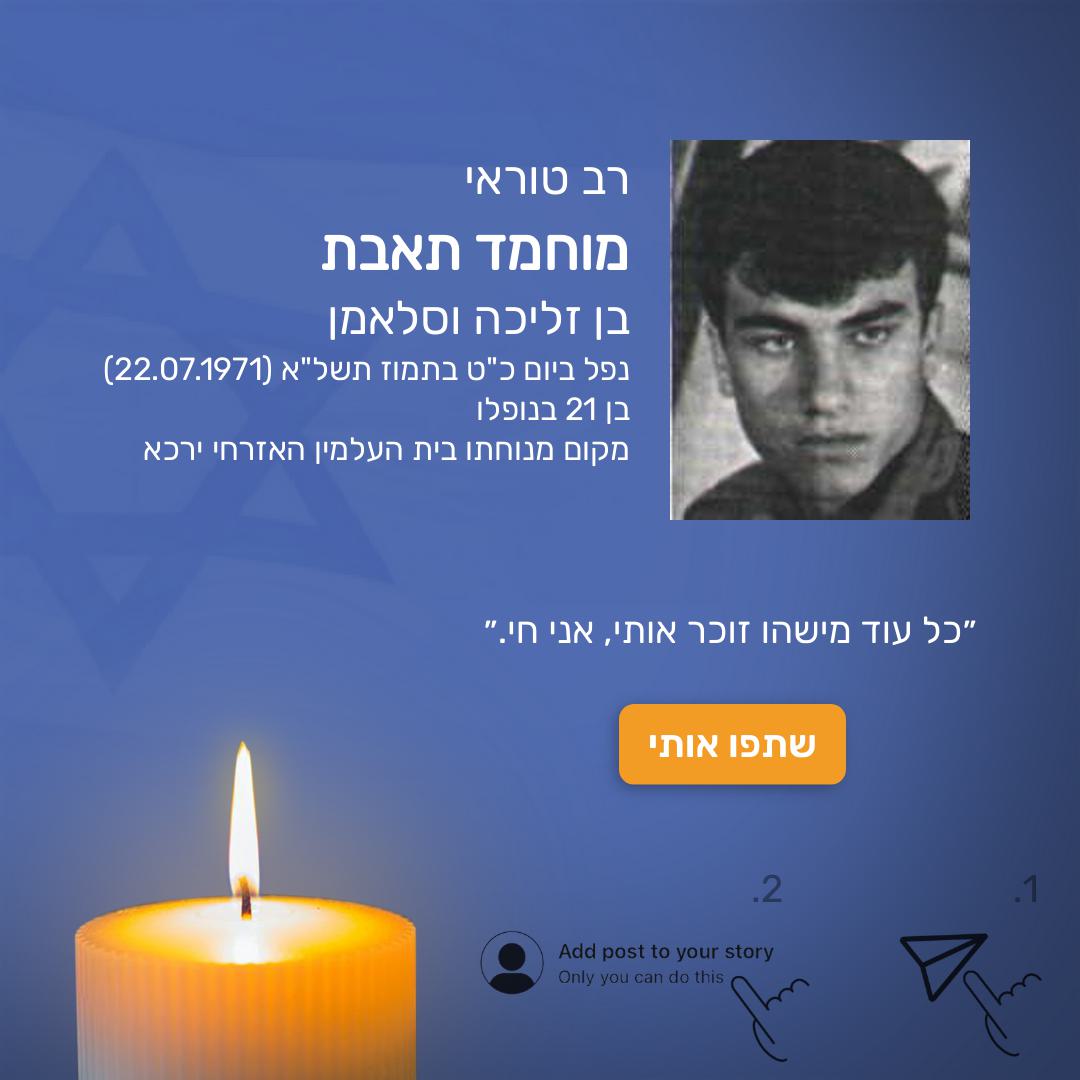 רב טוראי
מוחמד תאבת
בן זליכה וסלאמן
נפל ביום כ"ט בתמוז תשל"א (22.07.1971)
בן 21 בנופלו
מקום מנוחתו בית העלמין האזרחי ירכא
״כל עוד מישהו זוכר אותי, אני חי.״
שתפו אותי
1.
2.
Add post to your story
Only you can do this